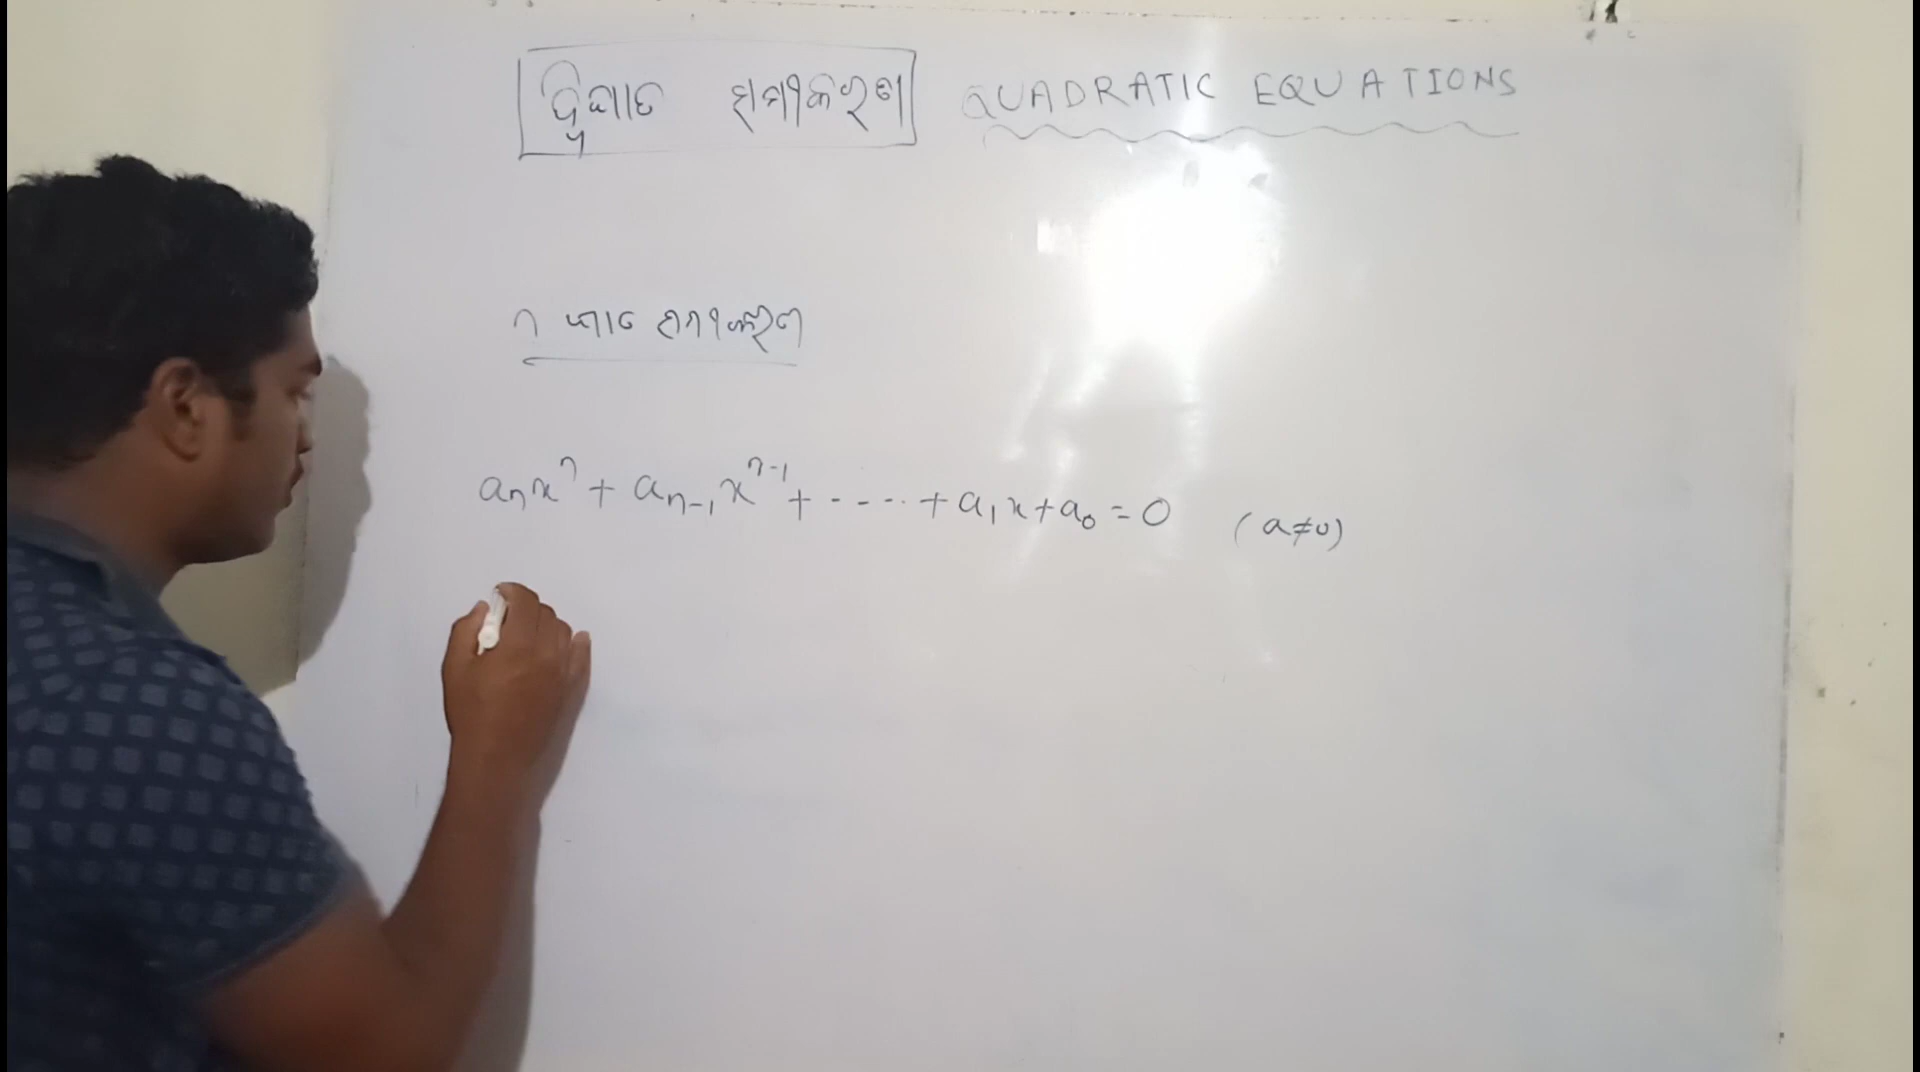 ଦ୍ୱିଘାତ ସମୀକରଣ QUADRATIC EQUATIONS
n ଘାତ ସମୀକରଣ
aₙxⁿ + aₙ₋₁xⁿ⁻¹ + - - - - + a₁x + a₀ = 0 (a≠0)